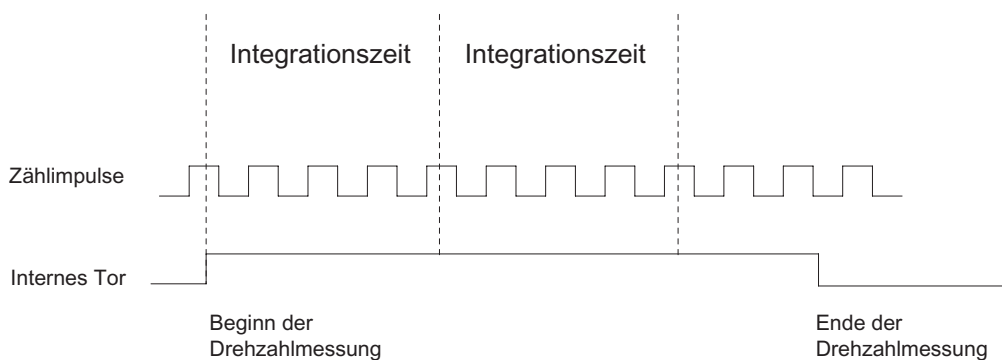 Integrationszeit Integrationszeit
Zählimpulse
Internes Tor
Beginn der
Drehzahlmessung
Ende der
Drehzahlmessung